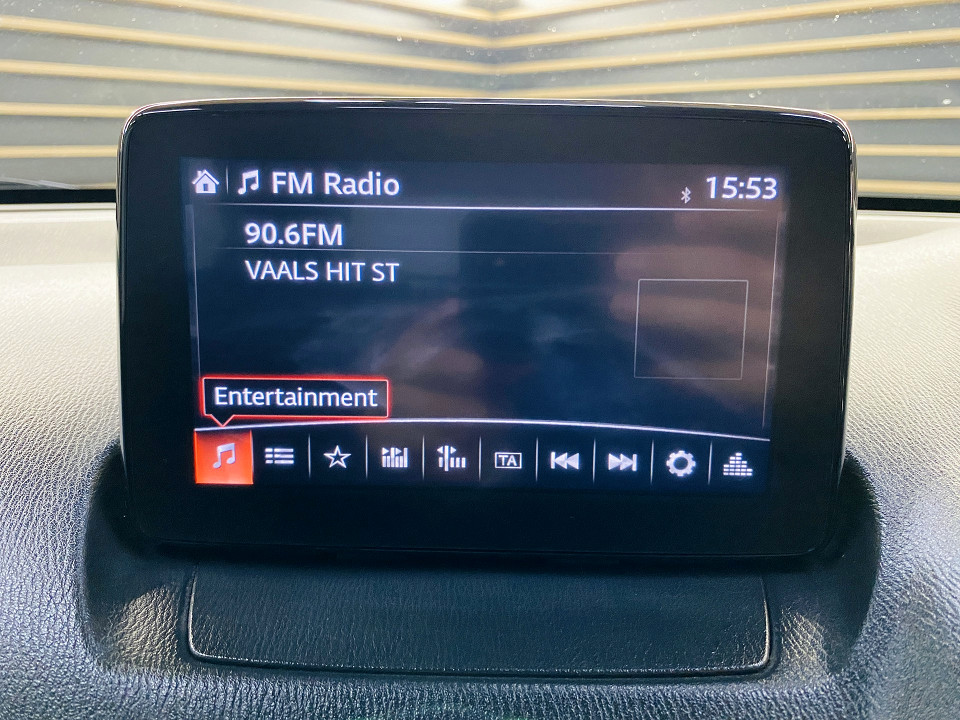 FM Radio
15:53
90.6FM
VAALS HIT ST
Entertainment
TA